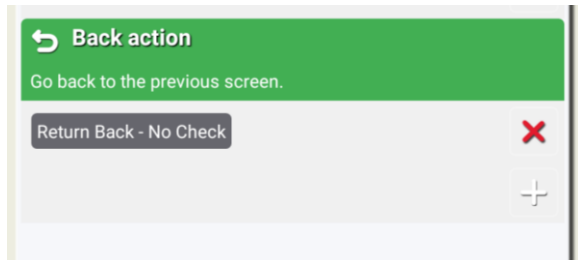 Back action
Go back to the previous screen.
Return Back - No Check